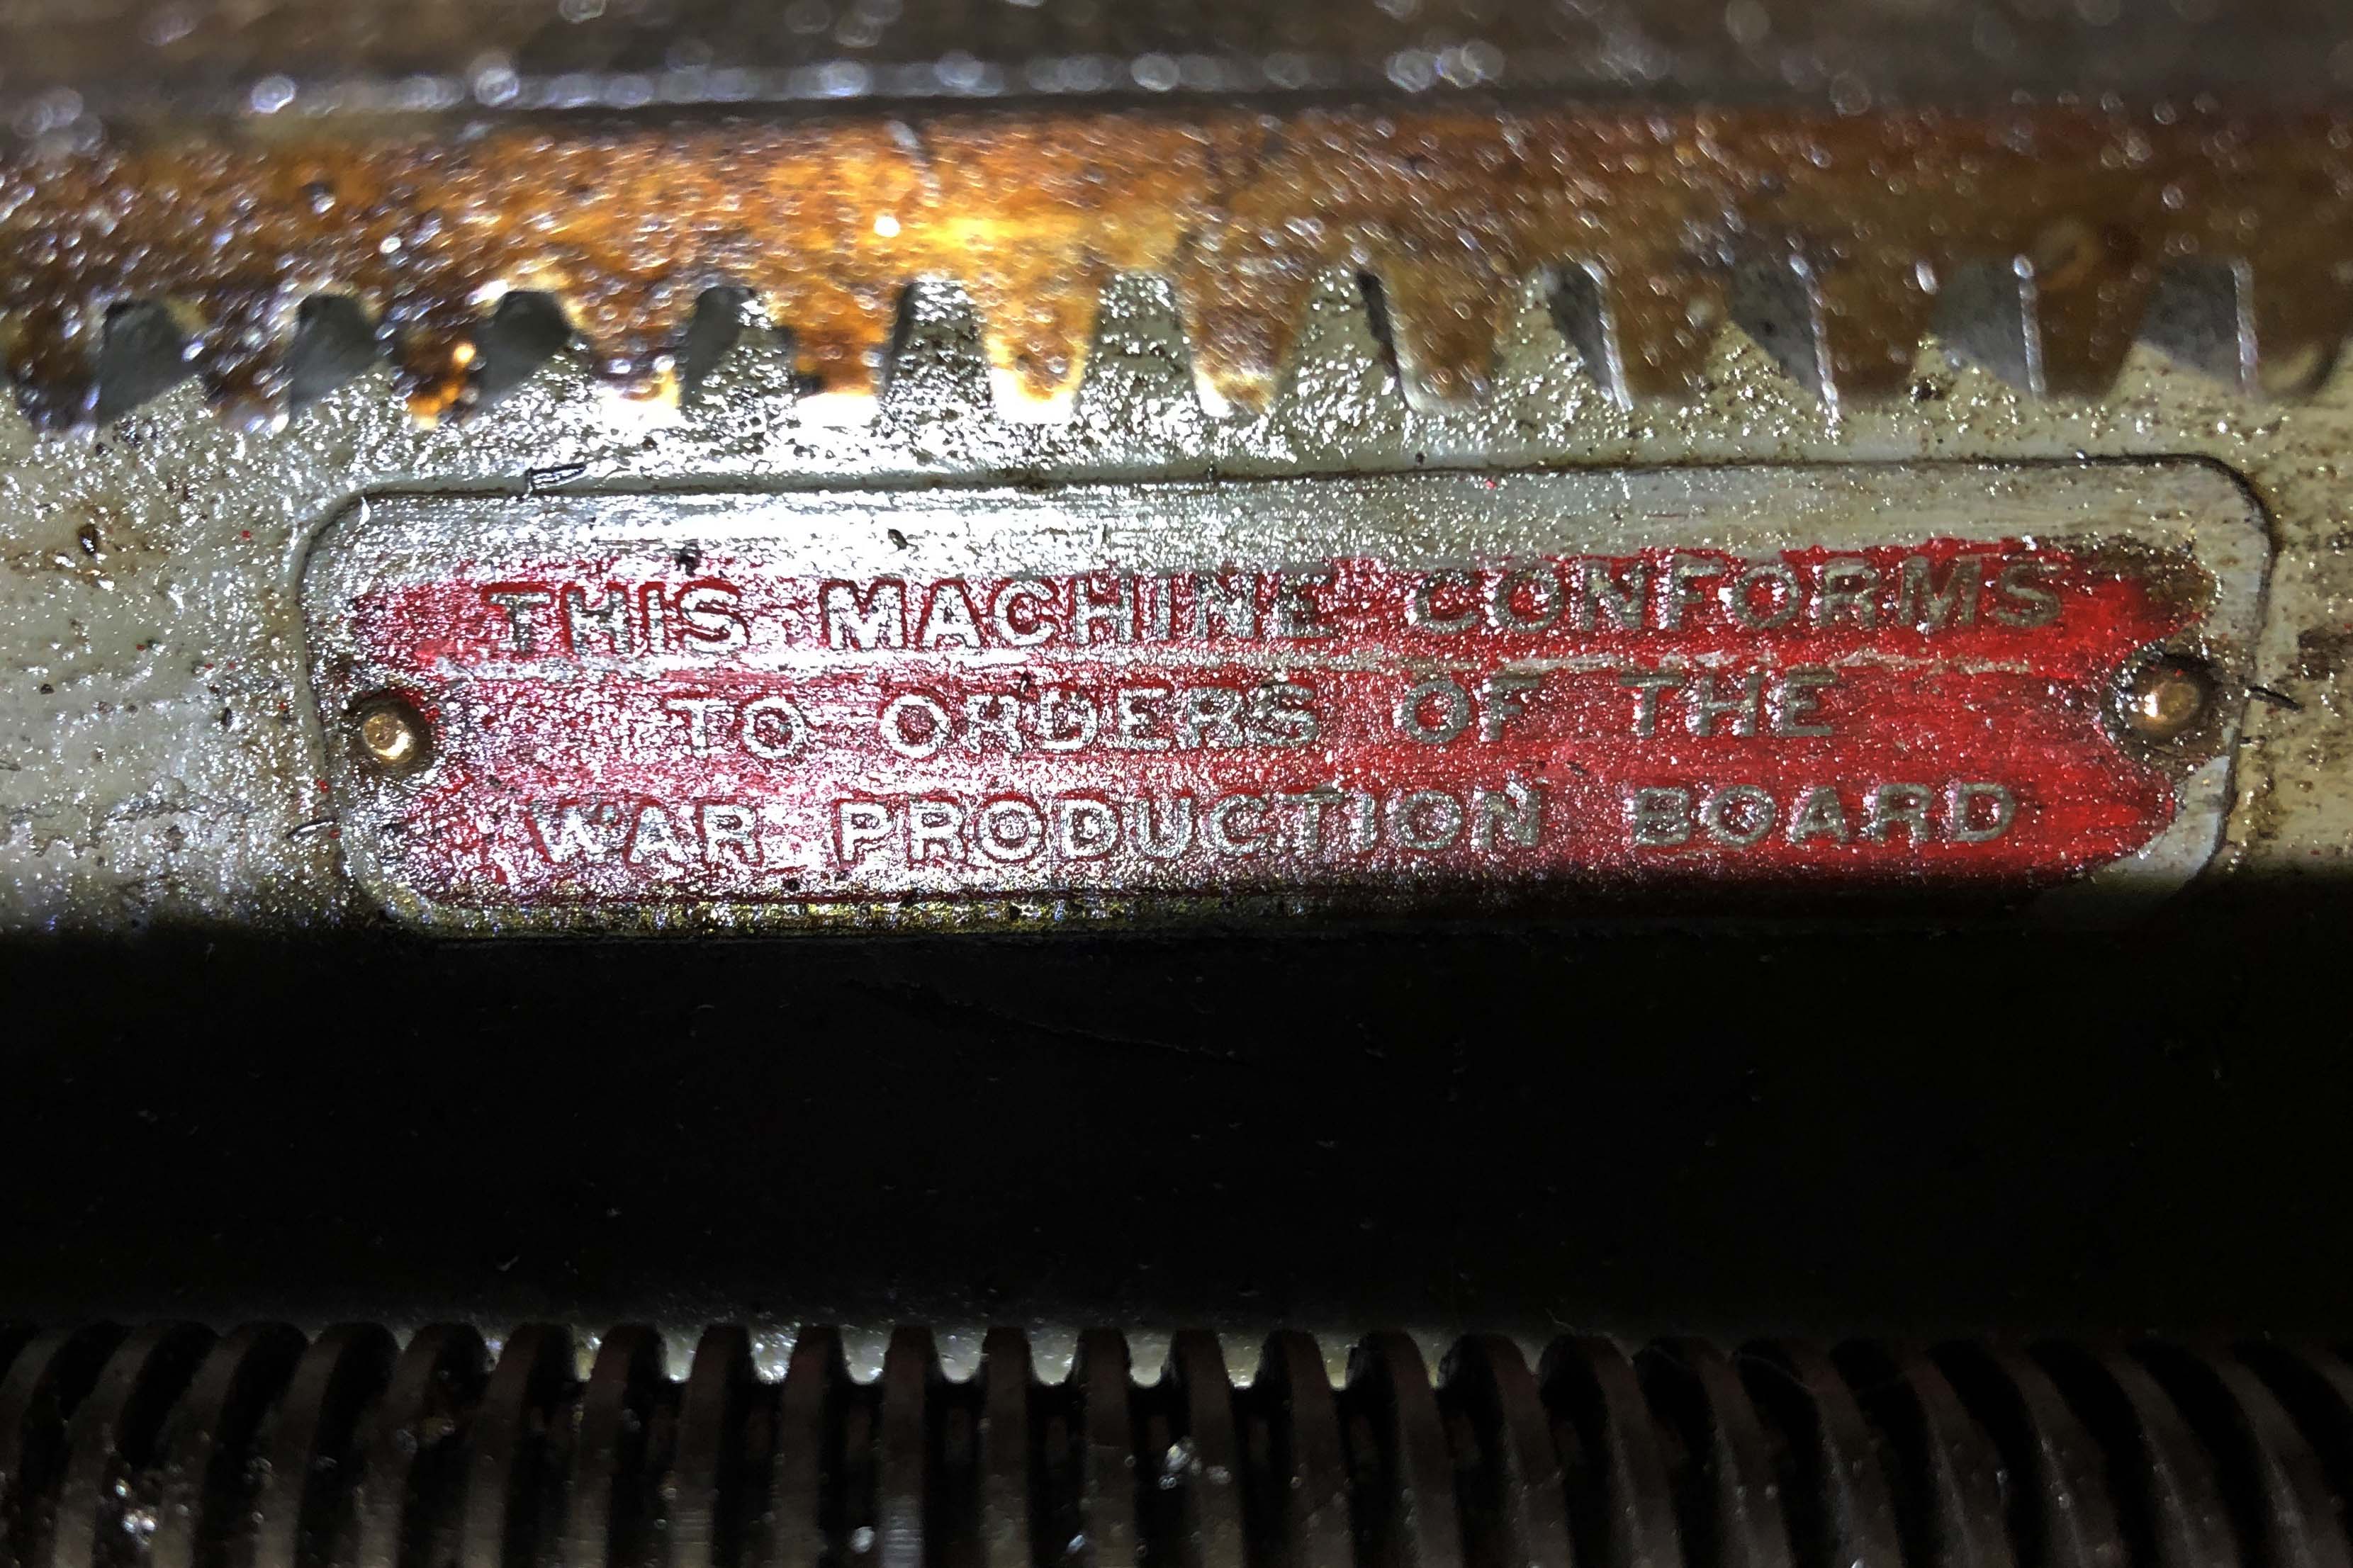 THIS MACHINE CONFORMS
TO ORDERS OF THE
WAR PRODUCTION BOARD